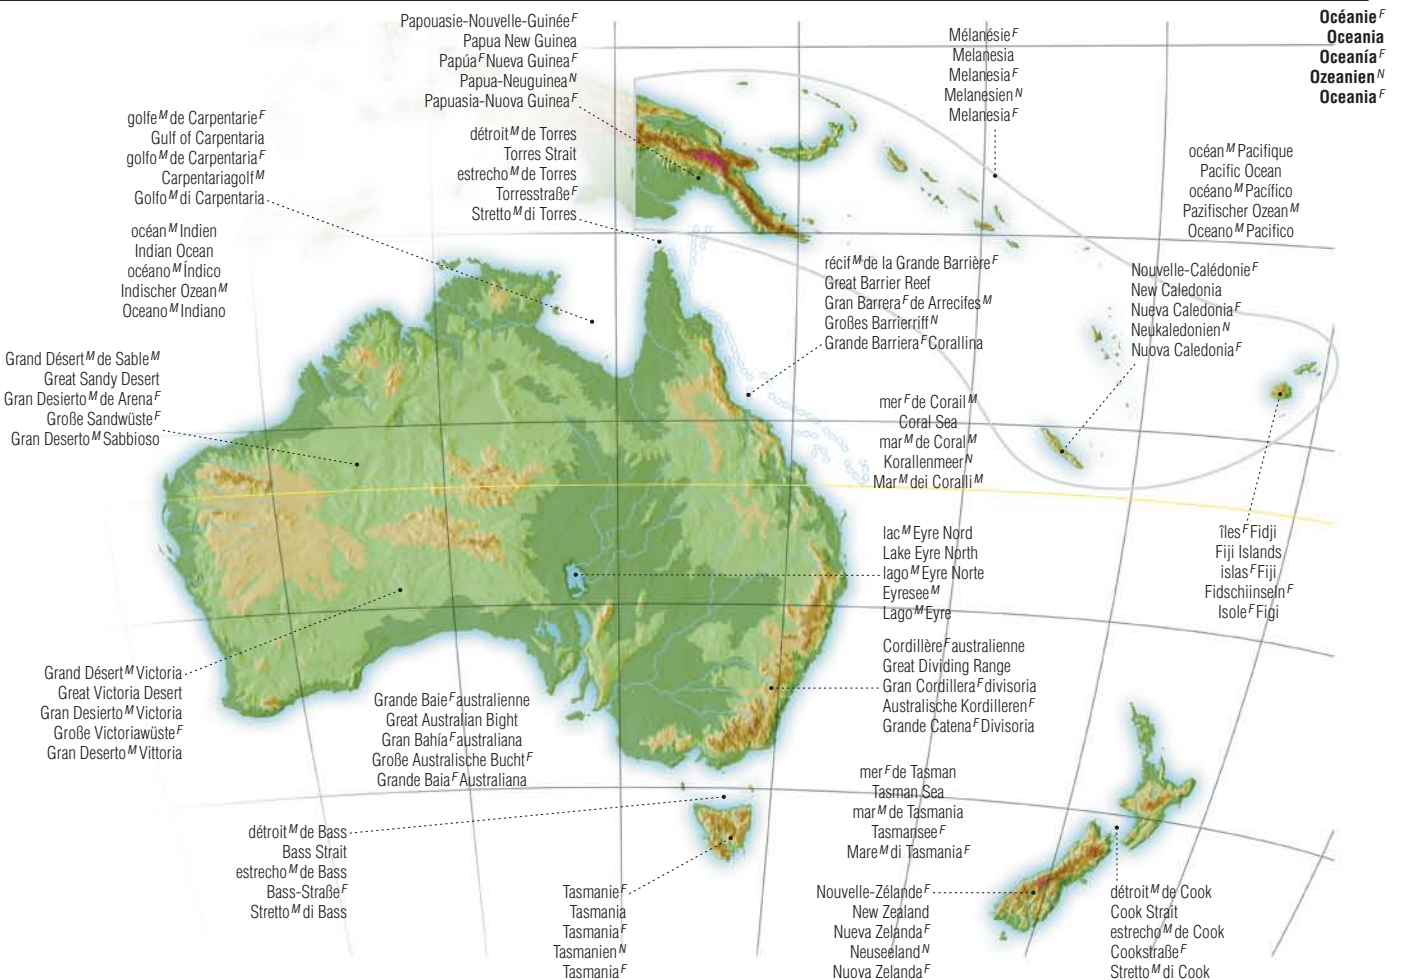 Océanie F
Oceania
Oceanía F
Ozeanien N
Oceania F
Papouasie-Nouvelle-Guinée F
Papua New Guinea
Papúa F Nueva Guinea F
Papua-Neuguinea N
Papuasia-Nuova Guinea F
Mélanésie F
Melanesia
Melanesia F
Melanesien N
Melanesia F
golfe M de Carpentarie F
Gulf of Carpentaria
golfo M de Carpentaria F
Carpentariagolf M
Golfo M di Carpentaria
détroit M de Torres
Torres Strait
estrecho M de Torres
Torresstraße F
Stretto M di Torres
océan M Pacifique
Pacific Ocean
océano M Pacífico
Pazifischer Ozean M
Oceano M Pacifico
océan M Indien
Indian Ocean
océano M Índico
Indischer Ozean M
Oceano M Indiano
récif M de la Grande Barrière F
Great Barrier Reef
Gran Barrera F de Arrecifes M
Großes Barrierriff N
Grande Barriera F Corallina
Nouvelle-Calédonie F
New Caledonia
Nueva Caledonia F
Neukaledonien N
Nuova Caledonia F
Grand Désert M de Sable M
Great Sandy Desert
Gran Desierto M de Arena F
Große Sandwüste F
Gran Deserto M Sabbioso
mer F de Corail M
Coral Sea
mar M de Coral M
Korallenmeer N
Mar M dei Coralli M
lac M Eyre Nord
Lake Eyre North
lago M Eyre Norte
Eyresee M
Lago M Eyre
îles F Fidji
Fiji Islands
islas F Fiji
Fidschiinseln F
Isole F Figi
Cordillère F australienne
Great Dividing Range
Gran Cordillera F divisoria
Australische Kordilleren F
Grande Catena F Divisoria
Grand Désert M Victoria
Great Victoria Desert
Gran Desierto M Victoria
Große Victoriawüste F
Gran Deserto M Vittoria
Grande Baie F australienne
Great Australian Bight
Gran Bahía F australiana
Große Australische Bucht F
Grande Baia F Australiana
mer F de Tasman
Tasman Sea
mar M de Tasmania
Tasmansee F
Mare M di Tasmania F
détroit M de Bass
Bass Strait
estrecho M de Bass
Bass-Straße F
Stretto M di Bass
Tasmanie F
Tasmania
Tasmania F
Tasmanien N
Tasmania F
Nouvelle-Zélande F
New Zealand
Nueva Zelanda F
Neuseeland N
Nuova Zelanda F
détroit M de Cook
Cook Strait
estrecho M de Cook
Cookstraße F
Stretto M di Cook